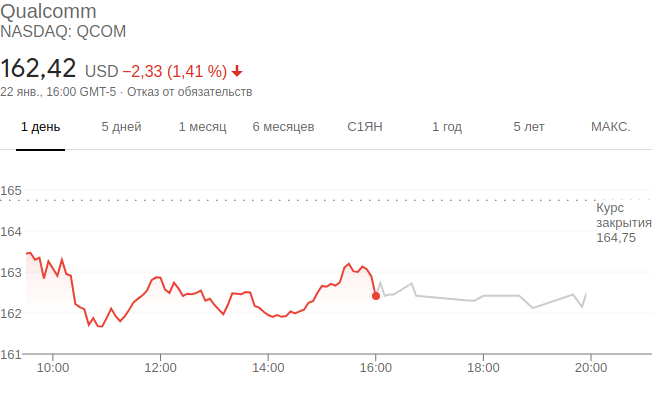 Qualcomm
NASDAQ: QCOM
162,42 USD −2,33 (1,41 %)
22 янв., 16:00 GMT-5 · Отказ от обязательств
1 день 5 дней 1 месяц 6 месяцев С1ЯН 1 год 5 лет МАКС.
165
164
163
162
161
Курс
закрытия
164,75
10:00 12:00 14:00 16:00 18:00 20:00